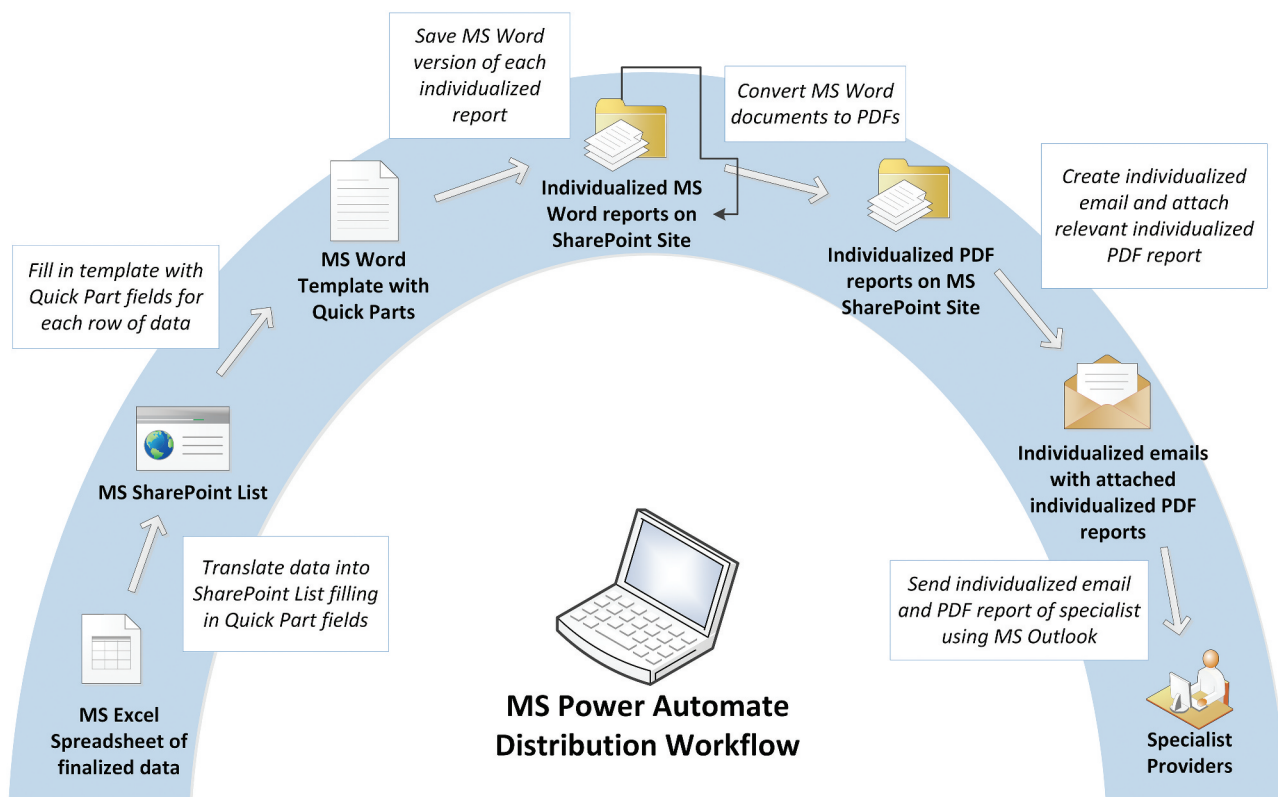 MS Excel
Spreadsheet of
finalized data
Translate data into
SharePoint List filling
in Quick Part fields
MS SharePoint List
Fill in template with
Quick Part fields for
each row of data
MS Word
Template with
Quick Parts
Save MS Word
version of each
individualized
report
Individualized MS
Word reports on
SharePoint Site
Convert MS Word
documents to PDFs
Individualized PDF
reports on MS
SharePoint Site
Create individualized
email and attach
relevant individualized
PDF report
Individualized emails
with attached
individualized PDF
reports
Send individualized email
and PDF report of specialist
using MS Outlook
Specialist
Providers
MS Power Automate
Distribution Workflow